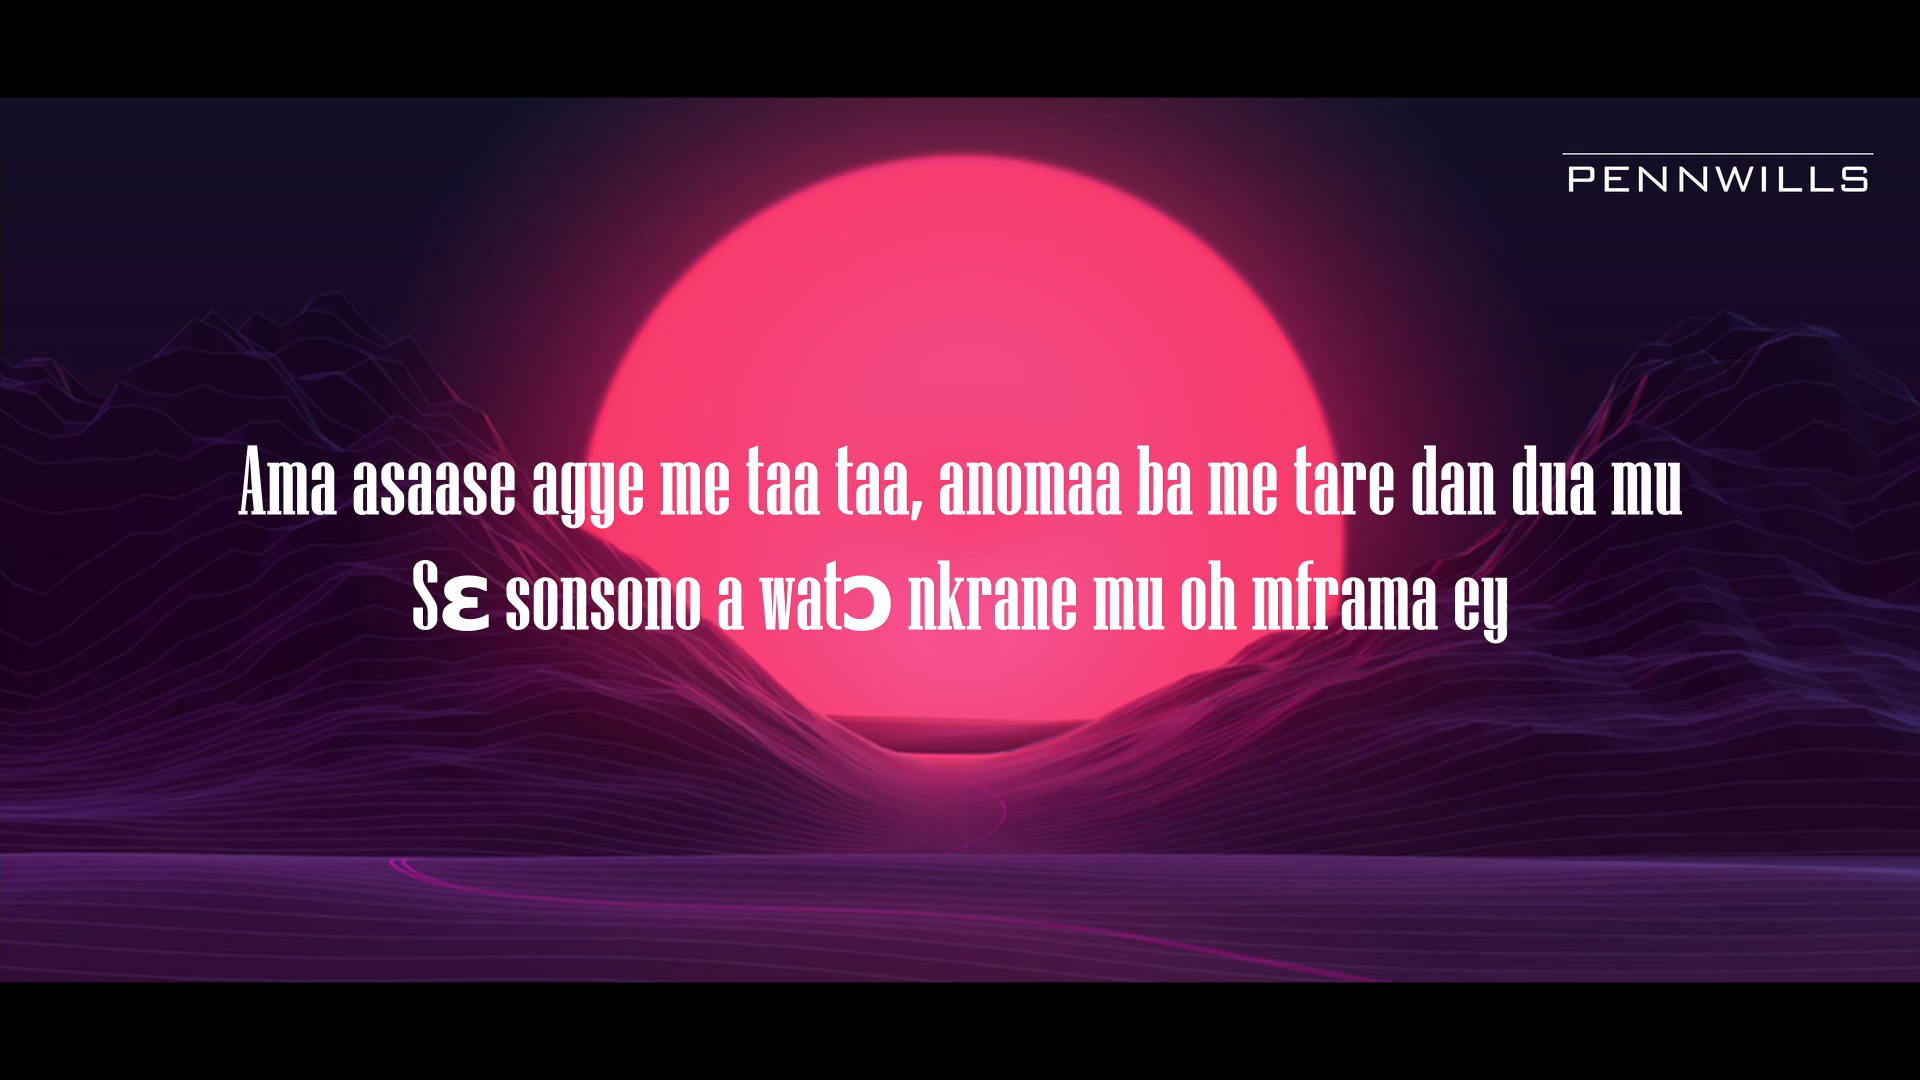 PENNWILLS
Ama asaase agye me taa taa, anomaa ba me tare dan dua mu
Sɛ sonsono a watɔ nkrane mu oh mframa ey